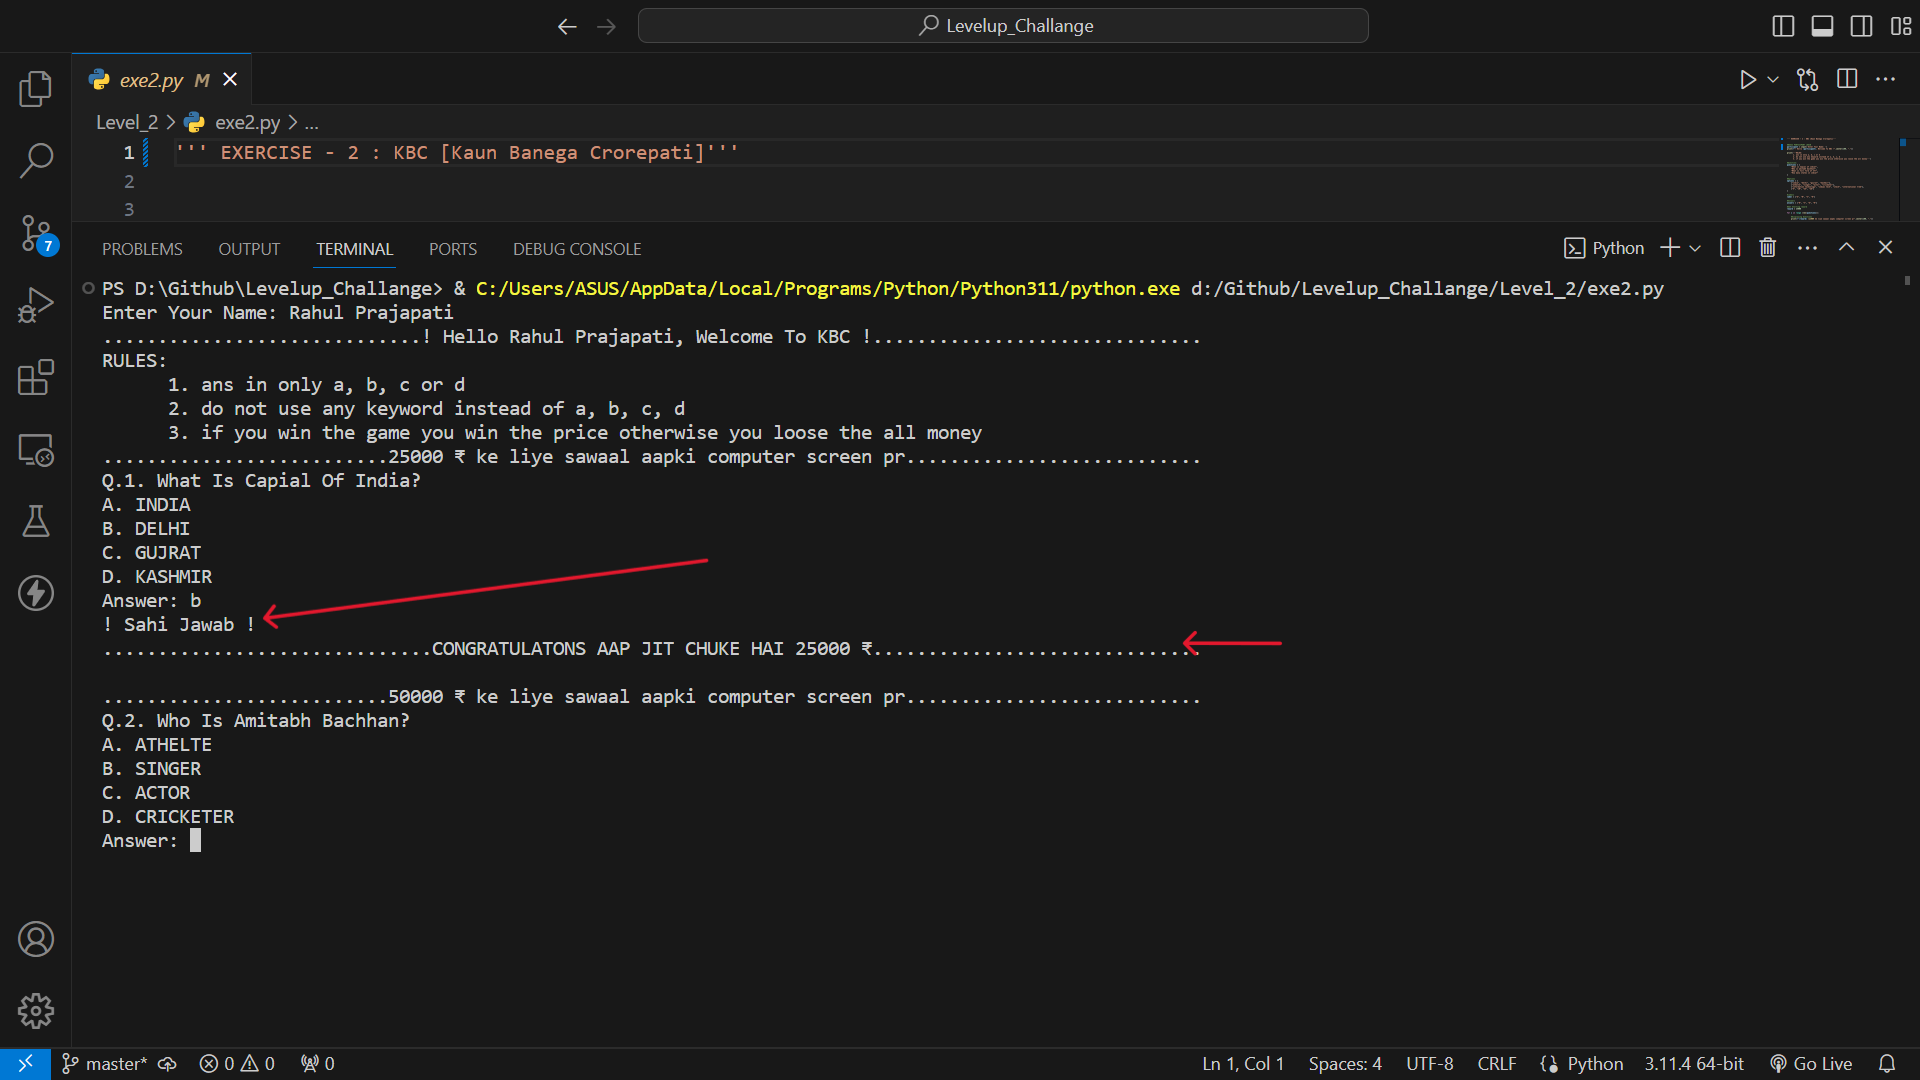 Levelup_Challange
exe2.py M
Level_2 > exe2.py > ...
1 ''' EXERCISE - 2 : KBC [Kaun Banega Crorepati]'''
2
3
7
PROBLEMS OUTPUT TERMINAL PORTS DEBUG CONSOLE Python
PS D:\Github\Levelup_Challange> & C:/Users/ASUS/AppData/Local/Programs/Python/Python311/python.exe d:/Github/Levelup_Challange/Level_2/exe2.py
Enter Your Name: Rahul Prajapati
.............................! Hello Rahul Prajapati, Welcome To KBC !..............................
RULES:
1. ans in only a, b, c or d
2. do not use any keyword instead of a, b, c, d
3. if you win the game you win the price otherwise you loose the all money
..........................25000 ₹ ke liye sawaal aapki computer screen pr...........................
Q.1. What Is Capial Of India?
A. INDIA
B. DELHI
C. GUJRAT
D. KASHMIR
Answer: b
! Sahi Jawab !
..............................CONGRATULATONS AAP JIT CHUKE HAI 25000 ₹..............................
..........................50000 ₹ ke liye sawaal aapki computer screen pr...........................
Q.2. Who Is Amitabh Bachhan?
A. ATHELTE
B. SINGER
C. ACTOR
D. CRICKETER
Answer:
master* 0 0 0 Ln 1, Col 1 Spaces: 4 UTF-8 CRLF Python 3.11.4 64-bit Go Live